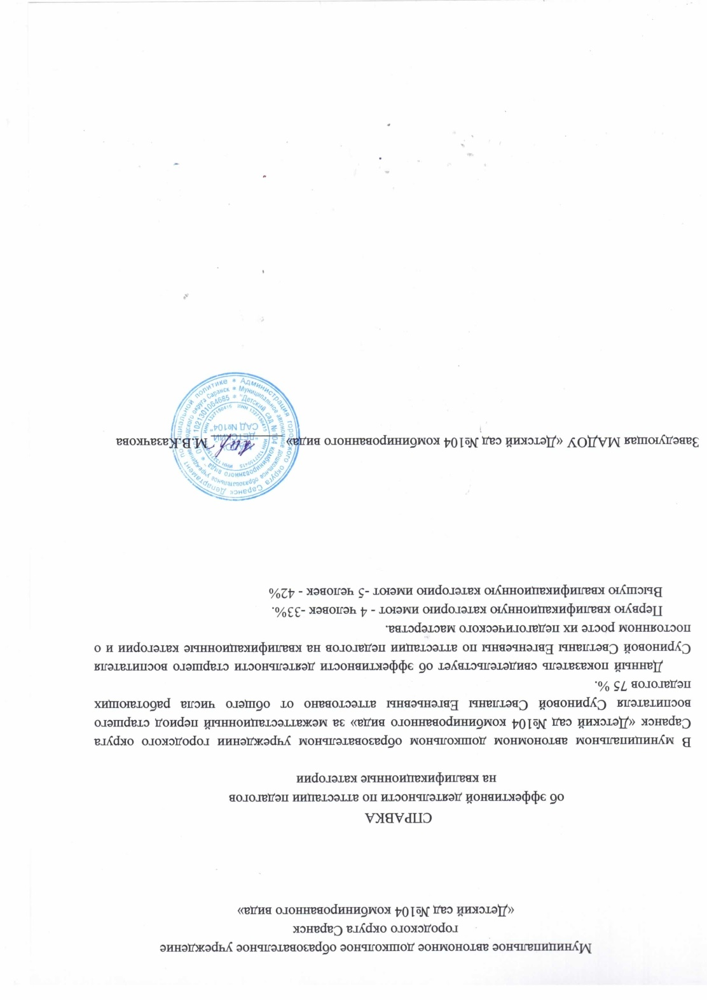 Муниципальное автономное дошкольное образовательное учреждение
городского округа Саранск
«Детский сад №104 комбинированного вида»
СПРАВКА
об эффективной деятельности по аттестации педагогов
на квалификационные категории
В муниципальном автономном дошкольном образовательном учреждении городского округа
Саранск «Детский сад №104 комбинированного вида» за межаттестационный период старшего
воспитателя Суриновой Светланы Евгеньевны аттестовано от общего числа работающих
педагогов 75 %.
Данный показатель свидетельствует об эффективности деятельности старшего воспитателя
Суриновой Светланы Евгеньевны по аттестации педагогов на квалификационные категории и о
постоянном росте их педагогического мастерства.
Первую квалификационную категорию имеют - 4 человек -33%.
Высшую квалификационную категорию имеют -5 человек - 42%
Заведующая МАДОУ «Детский сад №104 комбинированного вида» М.В.Казачкова
Администрация городского округа Саранск Департамент по социальной политике *
Муниципальное автономное дошкольное образовательное учреждение городского округа Саранск *
"Детский сад №104 комбинированного вида" * ОГРН 1021301064685 *
ИНН 1327150415 ИНН 1327150415 ИНН 1327150415
"ДЕТСКИЙ
САД №104"